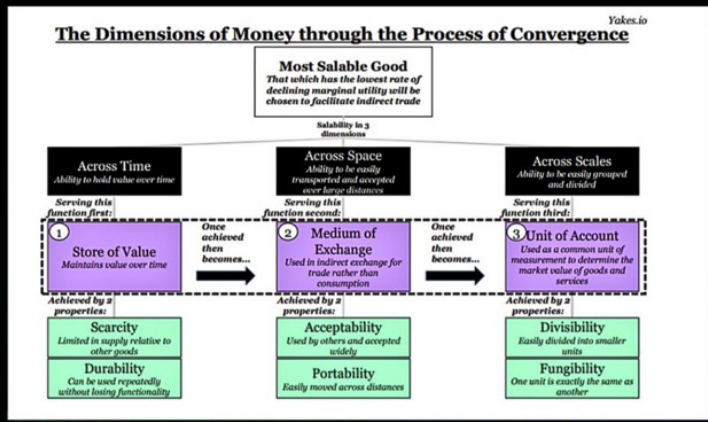 Yakes.io
The Dimensions of Money through the Process of Convergence
Most Salable Good
That which has the lowest rate of
declining marginal utility will be
chosen to facilitate indirect trade
Salability in 3
dimensions
Across Time
Ability to hold value over time
Across Space
Ability to be easily
transported and accepted
over large distances
Across Scales
Ability to be easily grouped
and divided
Serving this
function first:
Serving this
function second:
Serving this
function third:
1
Store of Value
Maintains value over time
Once
achieved
then
becomes...
2
Medium of
Exchange
Used in indirect exchange for
trade rather than
consumption
Once
achieved
then
becomes...
3
Unit of Account
Used as a common unit of
measurement to determine the
market value of goods and
services
Achieved by 2
properties:
Achieved by 2
properties:
Achieved by 2
properties:
Scarcity
Limited in supply relative to
other goods
Durability
Can be used repeatedly
without losing functionality
Acceptability
Used by others and accepted
widely
Portability
Easily moved across distances
Divisibility
Easily divided into smaller
units
Fungibility
One unit is exactly the same as
another